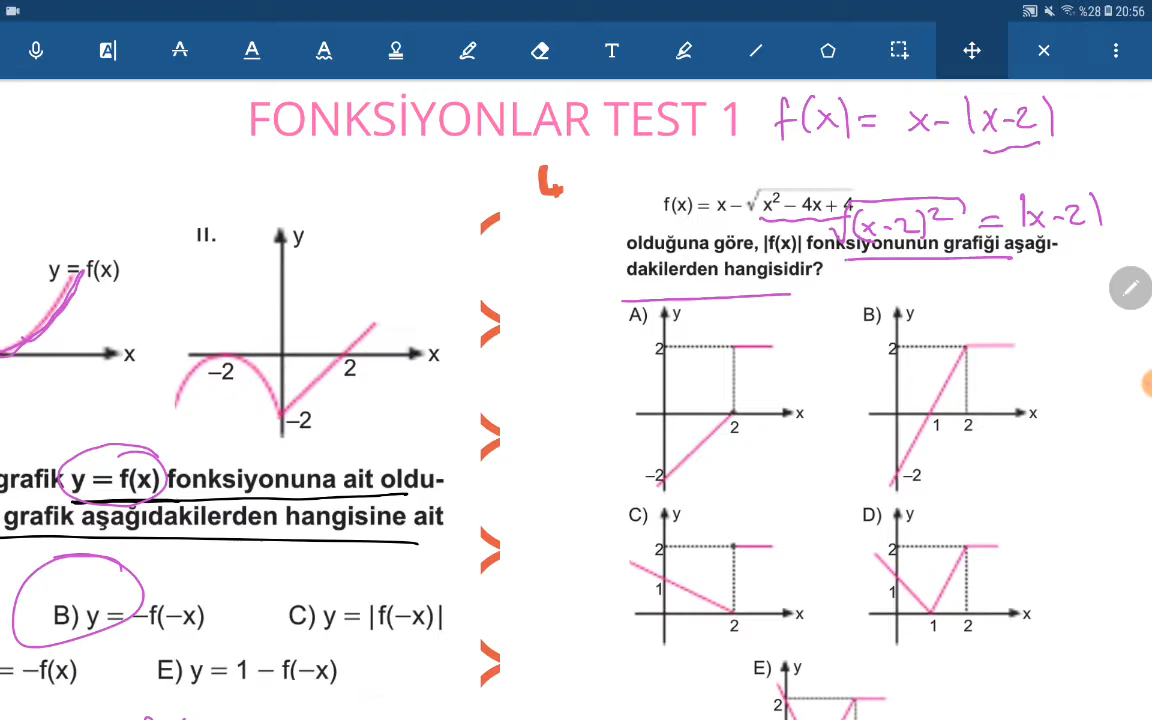 %28 20:56
A A A A T
FONKSİYONLAR TEST 1
f(x) = x - |x-2|
II.
y
y = f(x)
x
-2
2
x
–2
grafik y = f(x) fonksiyonuna ait oldu-
grafik aşağıdakilerden hangisine ait
B) y = –f(–x)
C) y = |f(–x)|
= –f(x)
E) y = 1 – f(–x)
4
f(x) = x – √x² – 4x + 4
√(x-2)² = |x-2|
olduğuna göre, |f(x)| fonksiyonunun grafiği aşağı-
dakilerden hangisidir?
A)
y
2
2
x
–2
B)
y
2
1
2
x
–2
C)
y
2
1
2
x
D)
y
2
1
1
2
x
E)
y
2